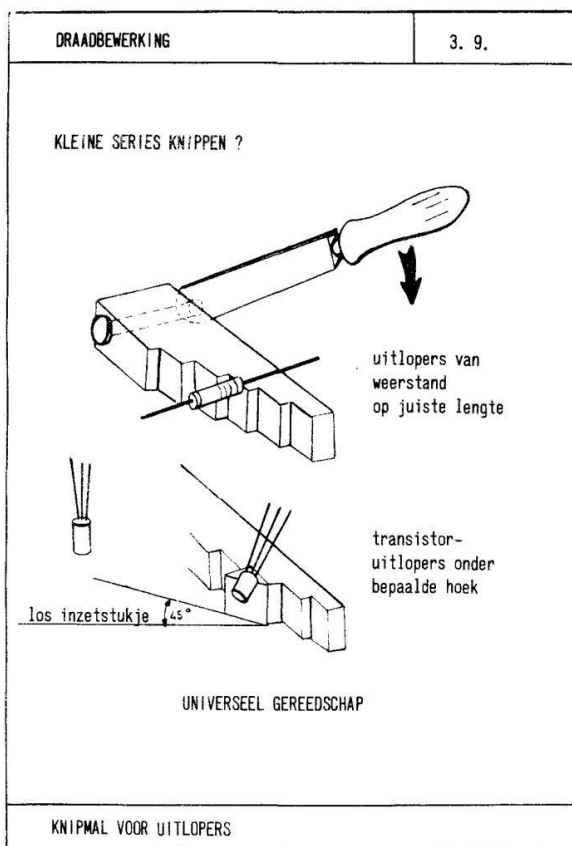 DRAADBEWERKING
3. 9.
KLEINE SERIES KNIPPEN ?
uitlopers van
weerstand
op juiste lengte
transistor-
uitlopers onder
bepaalde hoek
los inzetstukje
45°
UNIVERSEEL GEREEDSCHAP
KNIPMAL VOOR UITLOPERS